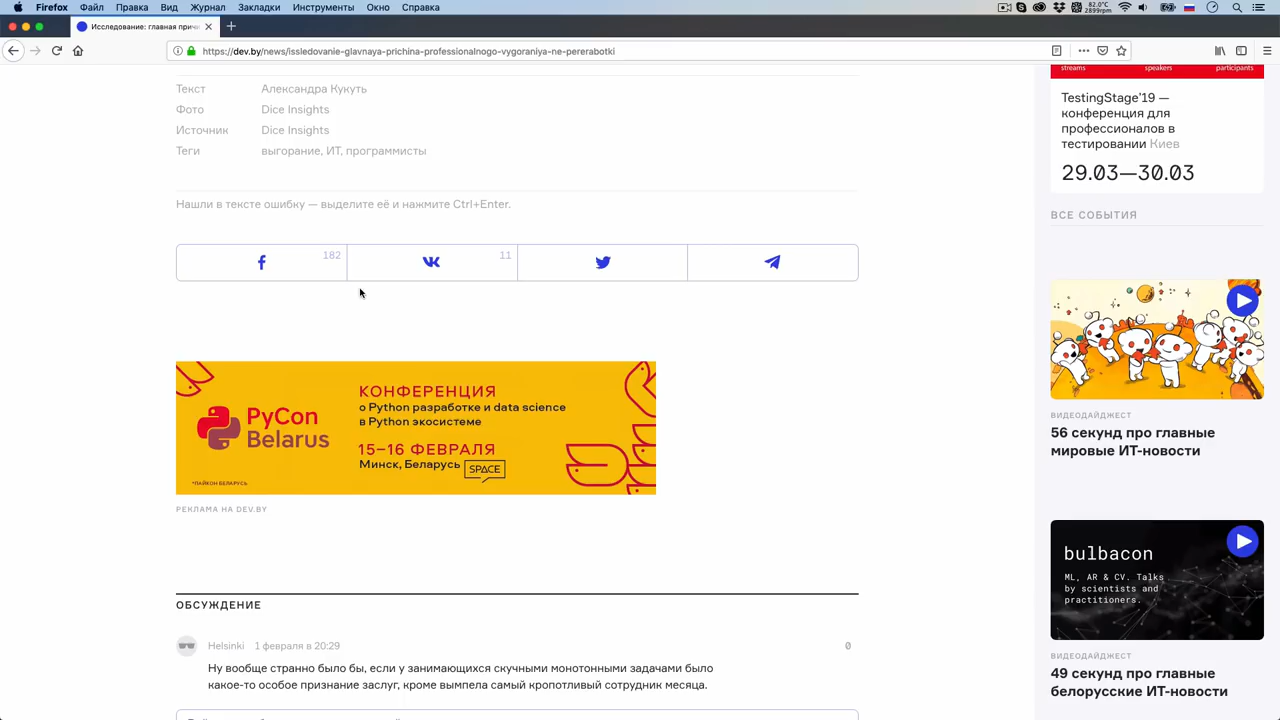 Firefox Файл Правка Вид Журнал Закладки Инструменты Окно Справка
82.0°C
2899rpm
Исследование: главная прич
https://dev.by/news/issledovanie-glavnaya-prichina-professionalnogo-vygoraniya-ne-pererabotki
Текст Александра Кукуть
Фото Dice Insights
Источник Dice Insights
Теги выгорание, ИТ, программисты
Нашли в тексте ошибку — выделите её и нажмите Ctrl+Enter.
182
11
PyCon
Belarus
КОНФЕРЕНЦИЯ
о Python разработке и data science
в Python экосистеме
15–16 ФЕВРАЛЯ
Минск, Беларусь SPACE
*ПАЙКОН БЕЛАРУСЬ
РЕКЛАМА НА DEV.BY
ОБСУЖДЕНИЕ
Helsinki 1 февраля в 20:29 0
Ну вообще странно было бы, если у занимающихся скучными монотонными задачами было
какое-то особое признание заслуг, кроме вымпела самый кропотливый сотрудник месяца.
streams speakers participants
TestingStage’19 —
конференция для
профессионалов в
тестировании Киев
29.03—30.03
ВСЕ СОБЫТИЯ
ВИДЕОДАЙДЖЕСТ
56 секунд про главные
мировые ИТ-новости
bulbacon
ML, AR & CV. Talks
by scientists and
practitioners.
ВИДЕОДАЙДЖЕСТ
49 секунд про главные
белорусские ИТ-новости